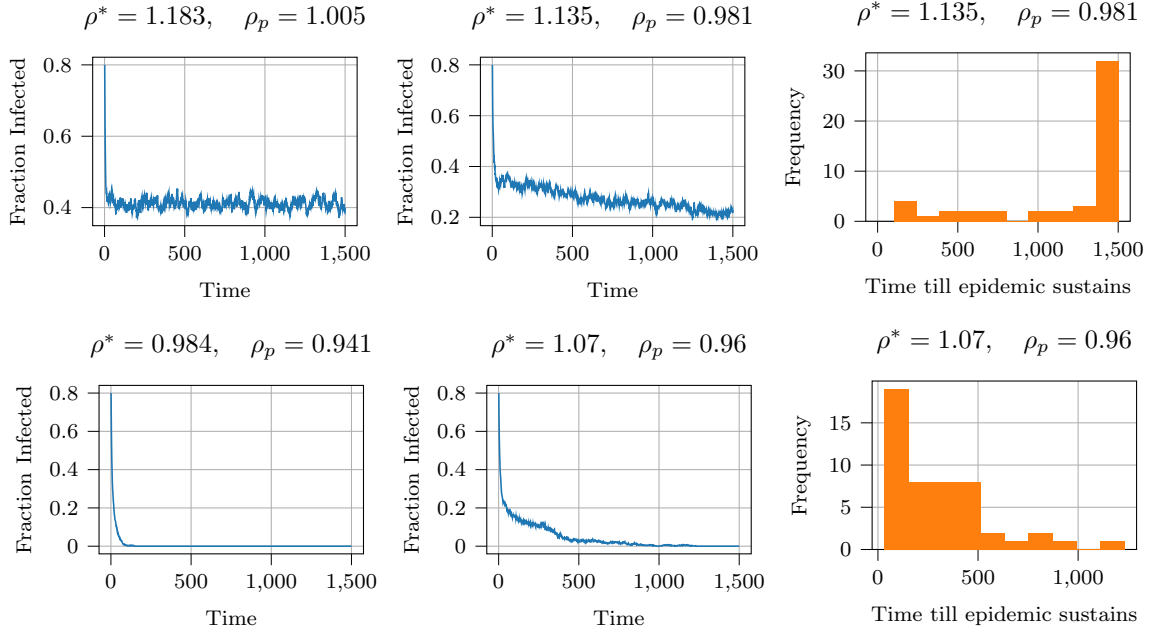 ρ* = 1.183, ρp = 1.005
Fraction Infected
0.8
0.6
0.4
0
500
1,000
1,500
Time
ρ* = 1.135, ρp = 0.981
Fraction Infected
0.8
0.6
0.4
0.2
0
500
1,000
1,500
Time
ρ* = 1.135, ρp = 0.981
Frequency
30
20
10
0
0
500
1,000
1,500
Time till epidemic sustains
ρ* = 0.984, ρp = 0.941
Fraction Infected
0.8
0.6
0.4
0.2
0
0
500
1,000
1,500
Time
ρ* = 1.07, ρp = 0.96
Fraction Infected
0.8
0.6
0.4
0.2
0
0
500
1,000
1,500
Time
ρ* = 1.07, ρp = 0.96
Frequency
15
10
5
0
0
500
1,000
Time till epidemic sustains